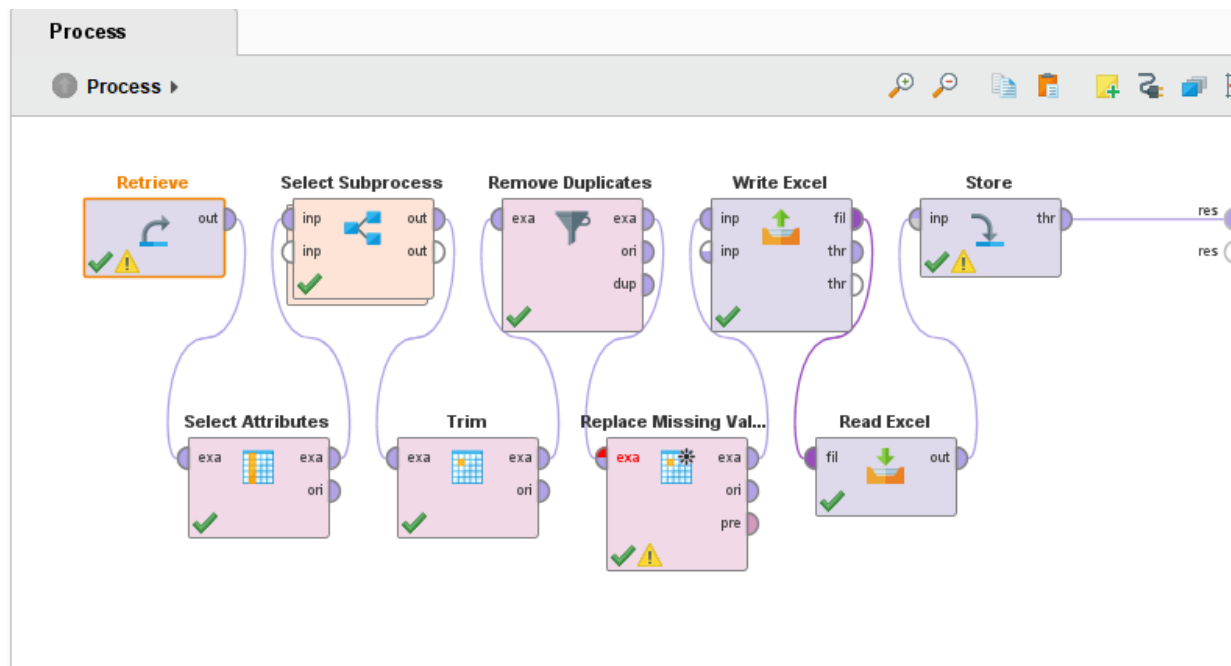 Process
Process
Retrieve
out
Select Subprocess
inp out
inp out
Remove Duplicates
exa exa
ori
dup
Write Excel
inp fil
inp thr
thr
Store
inp thr
res
res
Select Attributes
exa exa
ori
Trim
exa exa
ori
Replace Missing Val...
exa exa
ori
pre
Read Excel
fil out